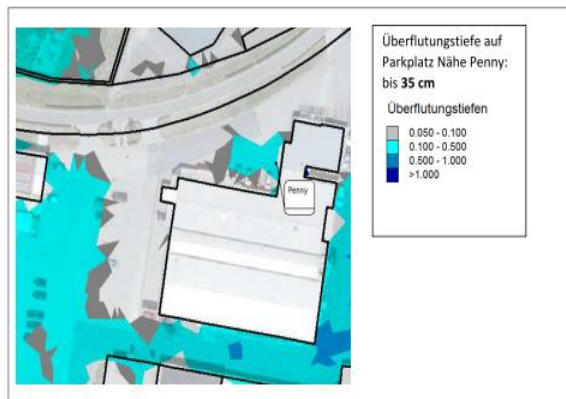 Überflutungstiefe auf
Parkplatz Nähe Penny:
bis 35 cm
Überflutungstiefen
0.050 - 0.100
0.100 - 0.500
0.500 - 1.000
>1.000
Penny